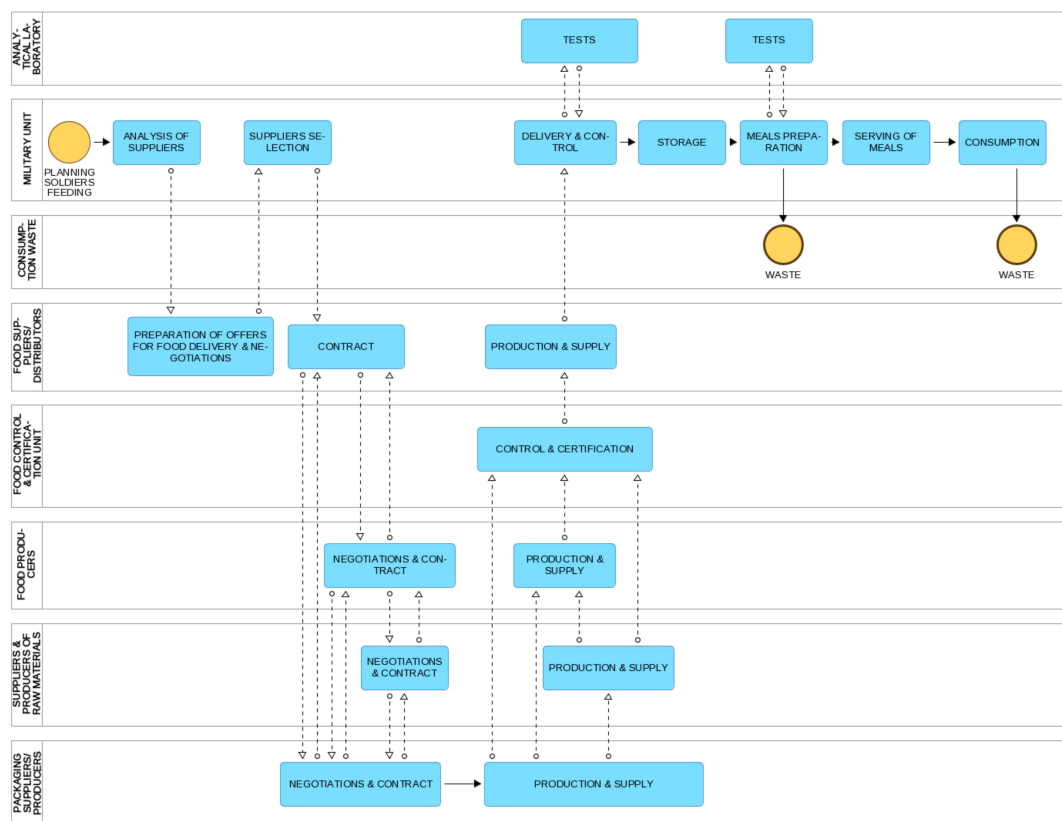 ANALY-
TICAL LA-
BORATORY
TESTS
TESTS
MILITARY UNIT
PLANNING
SOLDIERS
FEEDING
ANALYSIS OF
SUPPLIERS
SUPPLIERS SE-
LECTION
DELIVERY & CON-
TROL
STORAGE
MEALS PREPA-
RATION
SERVING OF
MEALS
CONSUMPTION
CONSUMP-
TION WASTE
WASTE
WASTE
FOOD SUP-
PLIERS/
DISTRIBUTORS
PREPARATION OF OFFERS
FOR FOOD DELIVERY & NE-
GOTIATIONS
CONTRACT
PRODUCTION & SUPPLY
FOOD CONTROL
& CERTIFICA-
TION UNIT
CONTROL & CERTIFICATION
FOOD PRODU-
CERS
NEGOTIATIONS & CON-
TRACT
PRODUCTION &
SUPPLY
SUPPLIERS &
PRODUCERS OF
RAW MATERIALS
NEGOTIATIONS
& CONTRACT
PRODUCTION & SUPPLY
PACKAGING
SUPPLIERS/
PRODUCERS
NEGOTIATIONS & CONTRACT
PRODUCTION & SUPPLY